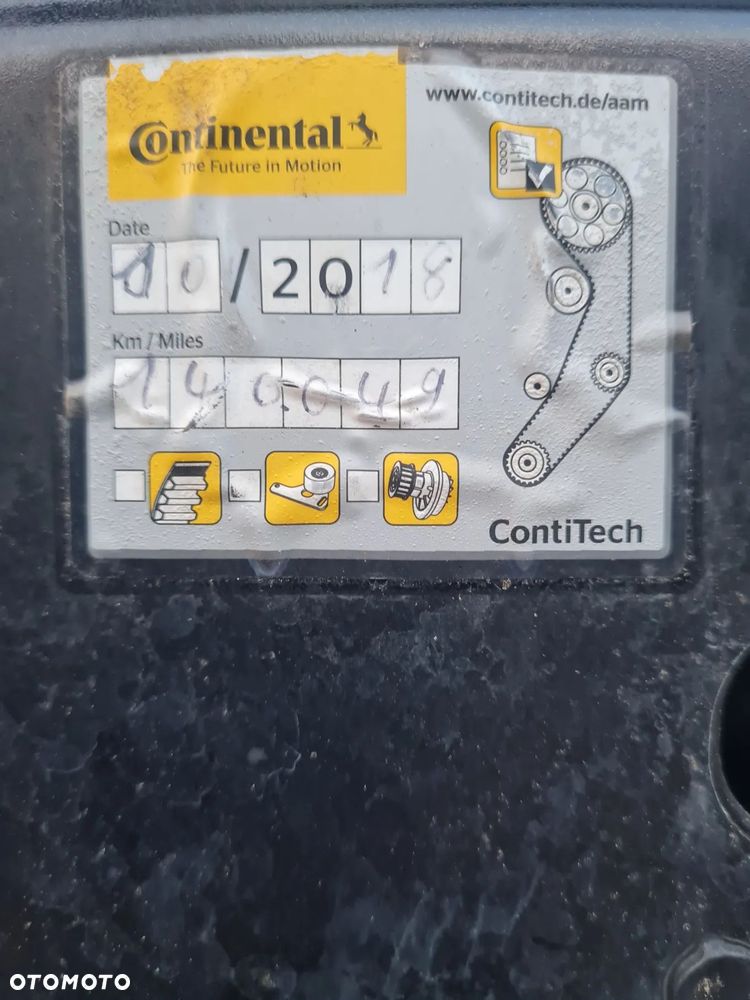 Continental
The Future in Motion
www.contitech.de/aam
Date
10/2018
Km / Miles
140049
ContiTech
OTOMOTO